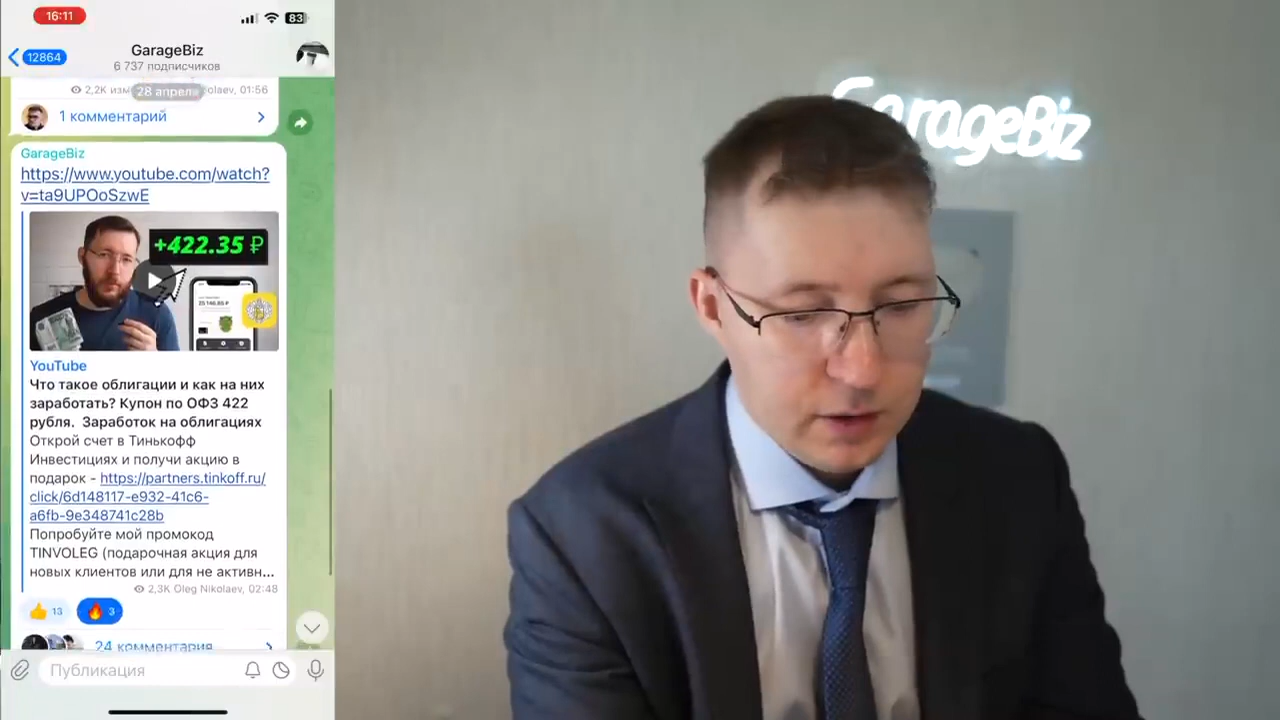 16:11
83
12864
GarageBiz
6 737 подписчиков
2,2K
01:56
28 апреля
1 комментарий
GarageBiz
https://www.youtube.com/watch?
v=ta9UPOoSzwE
+422.35 ₽
YouTube
Что такое облигации и как на них
заработать? Купон по ОФЗ 422
рубля. Заработок на облигациях
Открой счет в Тинькофф
Инвестициях и получи акцию в
подарок - https://partners.tinkoff.ru/
click/6d148117-e932-41c6-
a6fb-9e348741c28b
Попробуйте мой промокод
TINVOLEG (подарочная акция для
новых клиентов или для не активн...
2,3K Oleg Nikolaev, 02:48
13
3
24 комментария
Публикация
GarageBiz